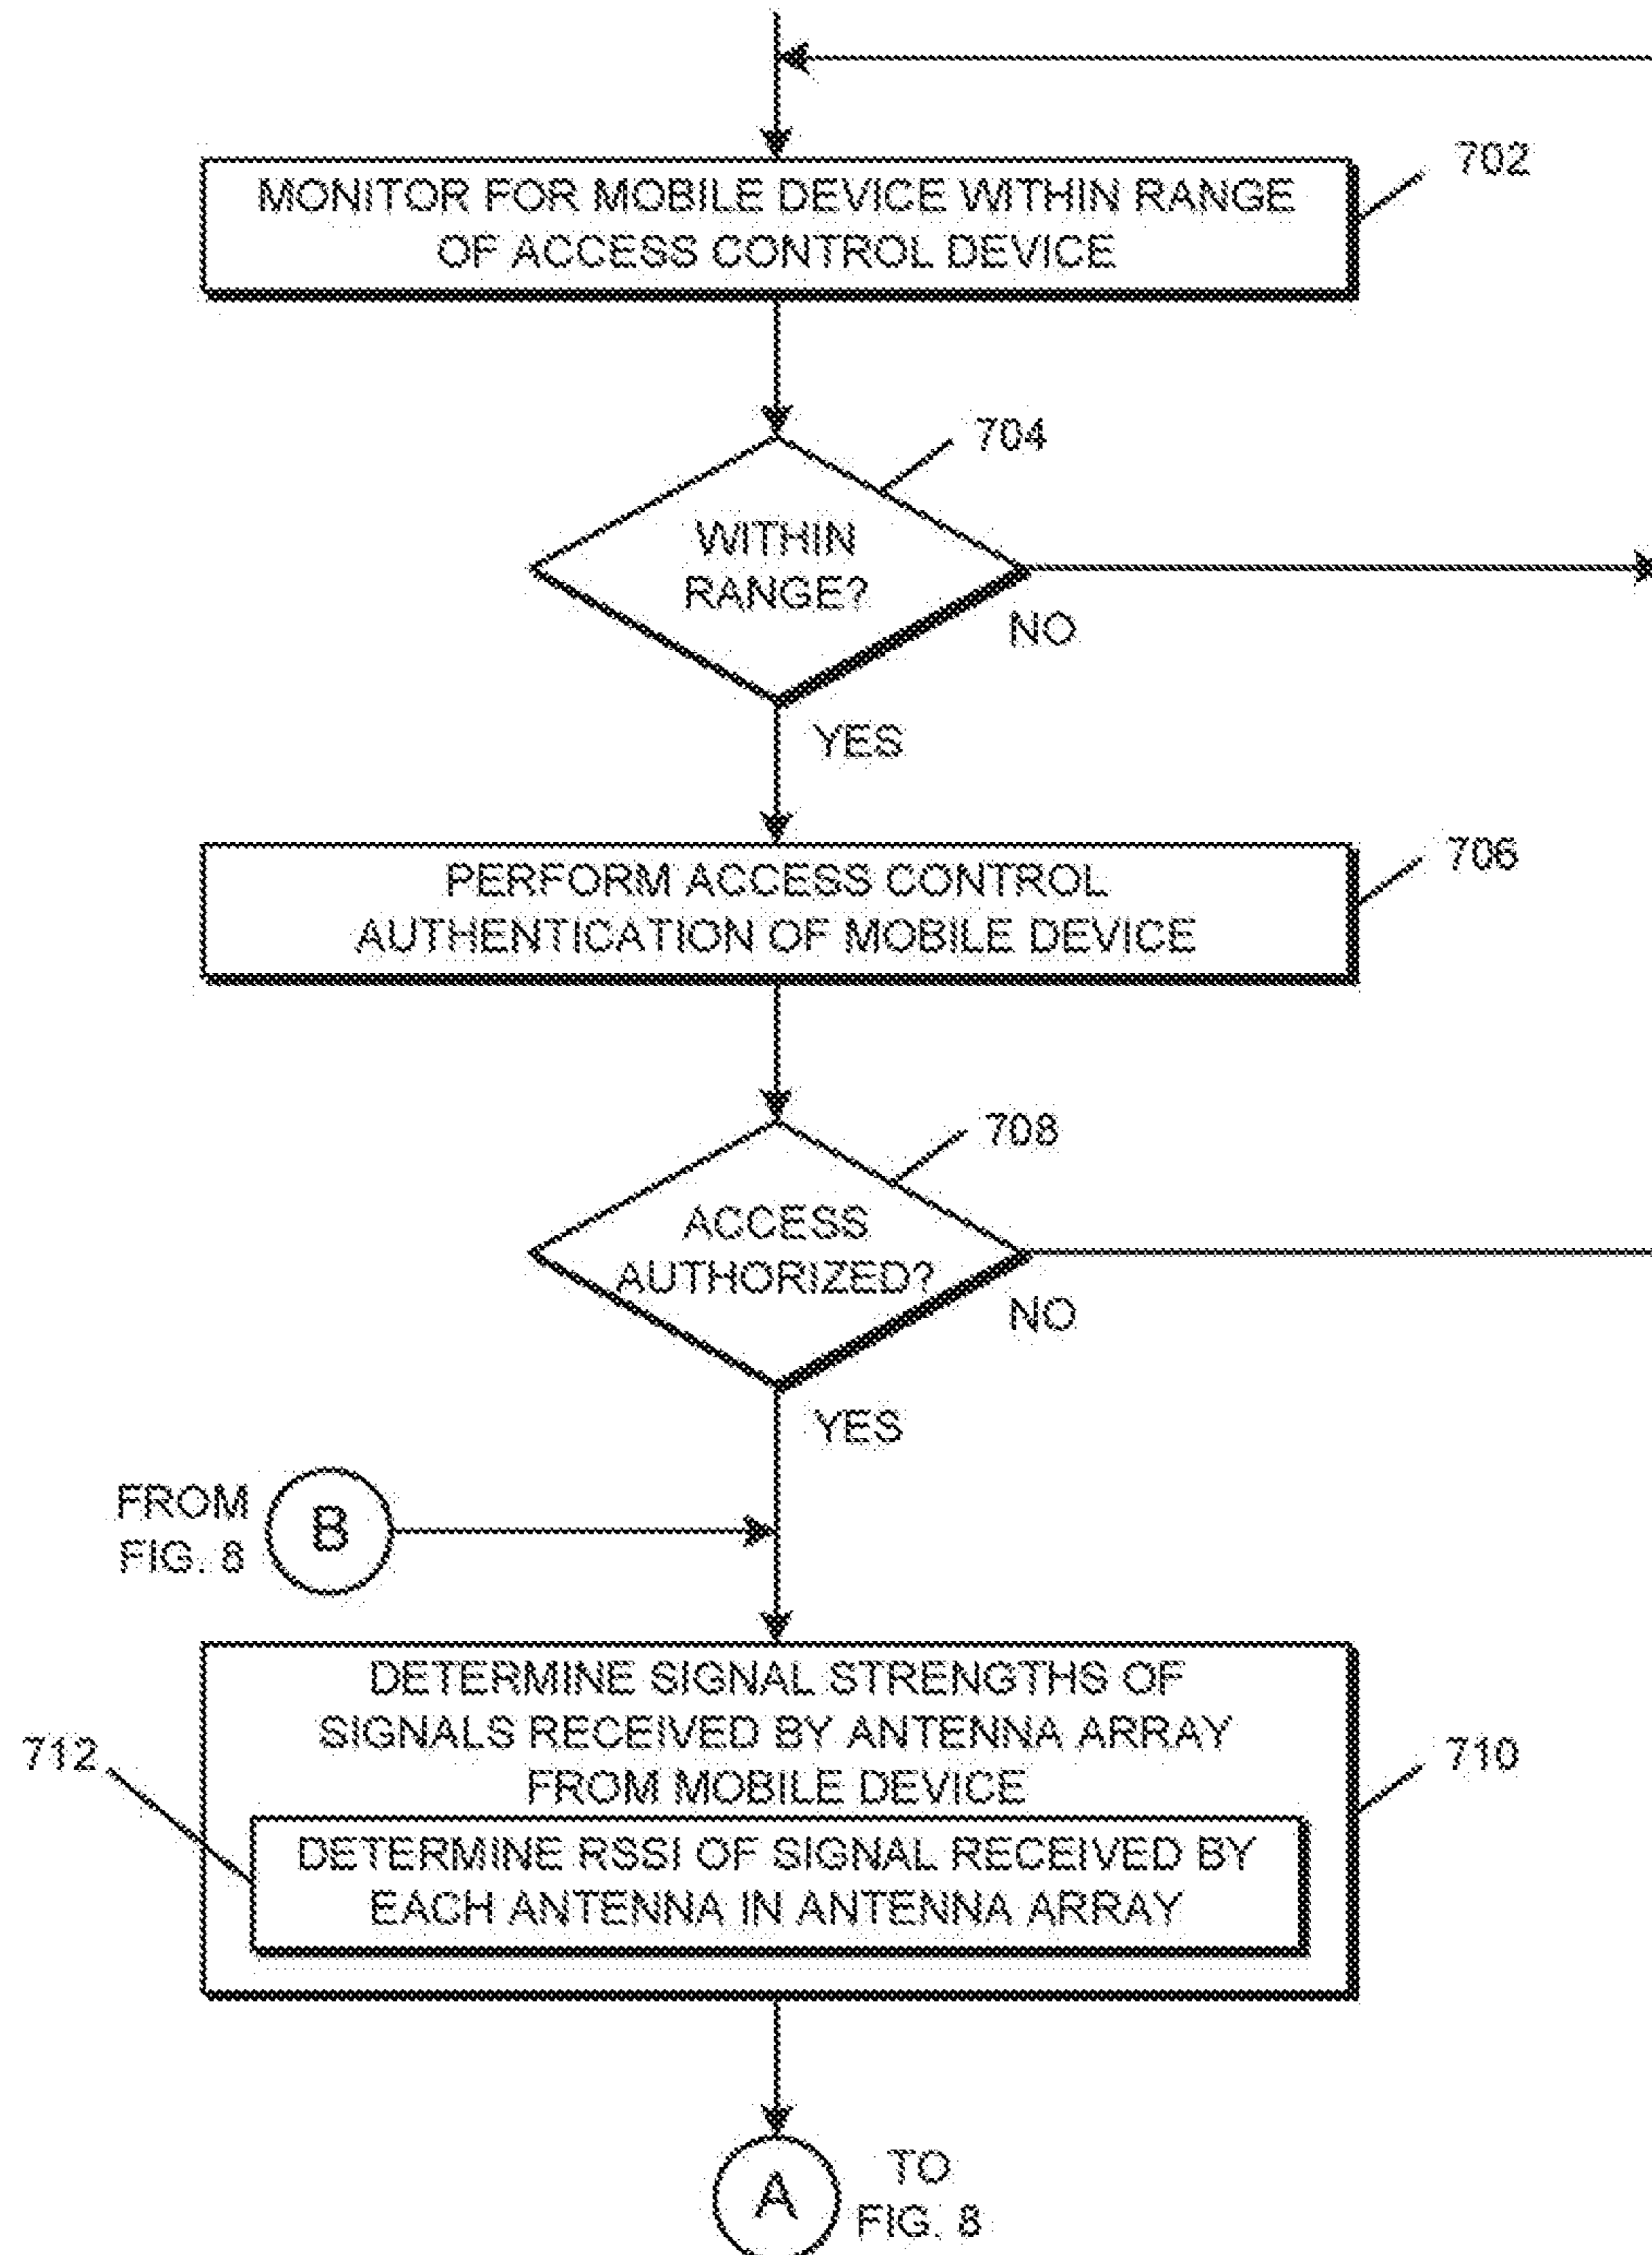 702
MONITOR FOR MOBILE DEVICE WITHIN RANGE
OF ACCESS CONTROL DEVICE
704
WITHIN
RANGE?
NO
YES
706
PERFORM ACCESS CONTROL
AUTHENTICATION OF MOBILE DEVICE
708
ACCESS
AUTHORIZED?
NO
YES
FROM
FIG. 8
B
DETERMINE SIGNAL STRENGTHS OF
SIGNALS RECEIVED BY ANTENNA ARRAY
FROM MOBILE DEVICE
712
710
DETERMINE RSSI OF SIGNAL RECEIVED BY
EACH ANTENNA IN ANTENNA ARRAY
A
TO
FIG. 8